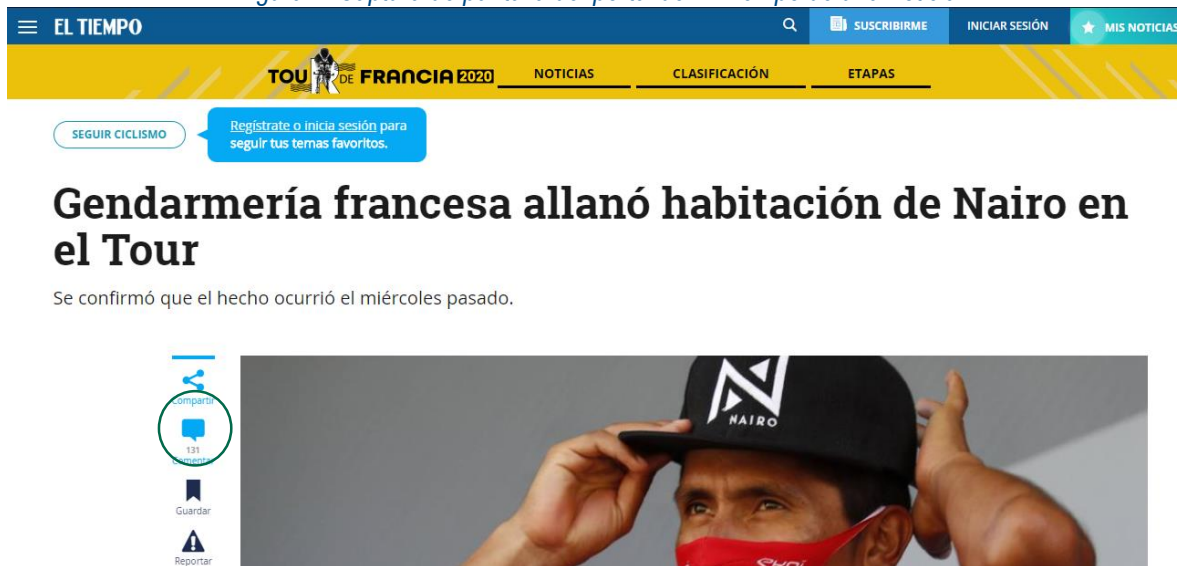 EL TIEMPO
SUSCRIBIRME
INICIAR SESIÓN
MIS NOTICIAS
TOU DE FRANCIA 2020
NOTICIAS
CLASIFICACIÓN
ETAPAS
SEGUIR CICLISMO
Regístrate o inicia sesión para
seguir tus temas favoritos.
Gendarmería francesa allanó habitación de Nairo en
el Tour
Se confirmó que el hecho ocurrió el miércoles pasado.
Compartir
131
Comentar
Guardar
Reportar
N
NAIRO